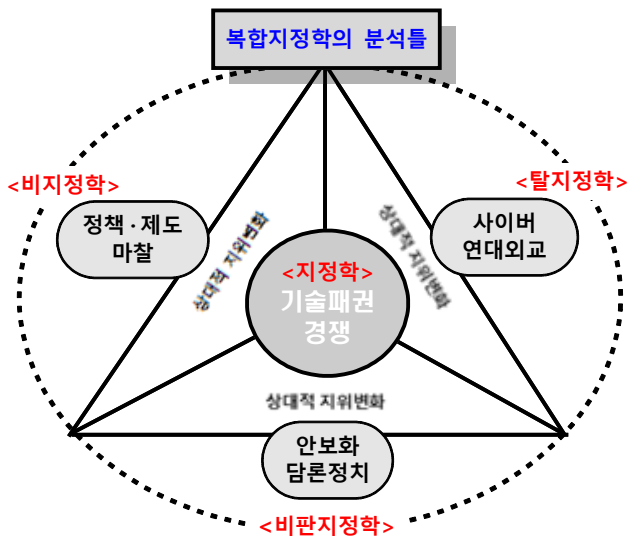 복합지정학의 분석틀
<비지정학>
<탈지정학>
정책·제도
마찰
사이버
연대외교
상대적 지위변화
상대적 지위변화
<지정학>
기술패권
경쟁
상대적 지위변화
안보화
담론정치
<비판지정학>